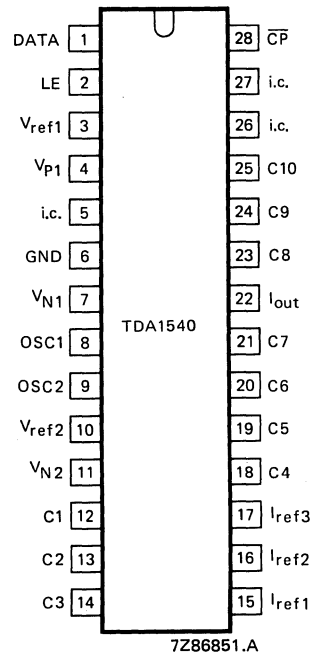 DATA 1 28 C̅P̅
LE 2 27 i.c.
Vref1 3 26 i.c.
VP1 4 25 C10
i.c. 5 24 C9
GND 6 23 C8
VN1 7 22 Iout
TDA1540
OSC1 8 21 C7
OSC2 9 20 C6
Vref2 10 19 C5
VN2 11 18 C4
C1 12 17 Iref3
C2 13 16 Iref2
C3 14 15 Iref1
7Z86851.A